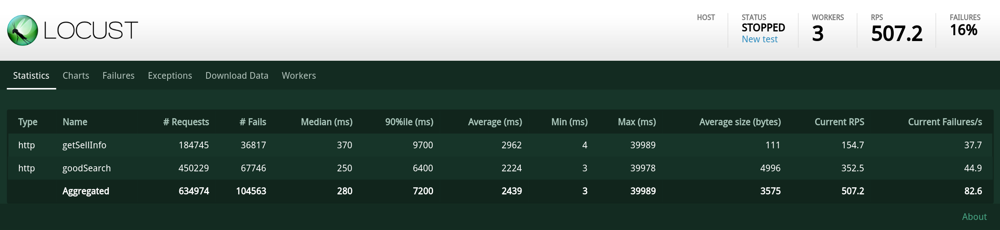 LOCUST
HOST
STATUS
STOPPED
New test
WORKERS
3
RPS
507.2
FAILURES
16%
Statistics Charts Failures Exceptions Download Data Workers
Type Name # Requests # Fails Median (ms) 90%ile (ms) Average (ms) Min (ms) Max (ms) Average size (bytes) Current RPS Current Failures/s
http getSellInfo 184745 36817 370 9700 2962 4 39989 111 154.7 37.7
http goodSearch 450229 67746 250 6400 2224 3 39978 4996 352.5 44.9
Aggregated 634974 104563 280 7200 2439 3 39989 3575 507.2 82.6
About